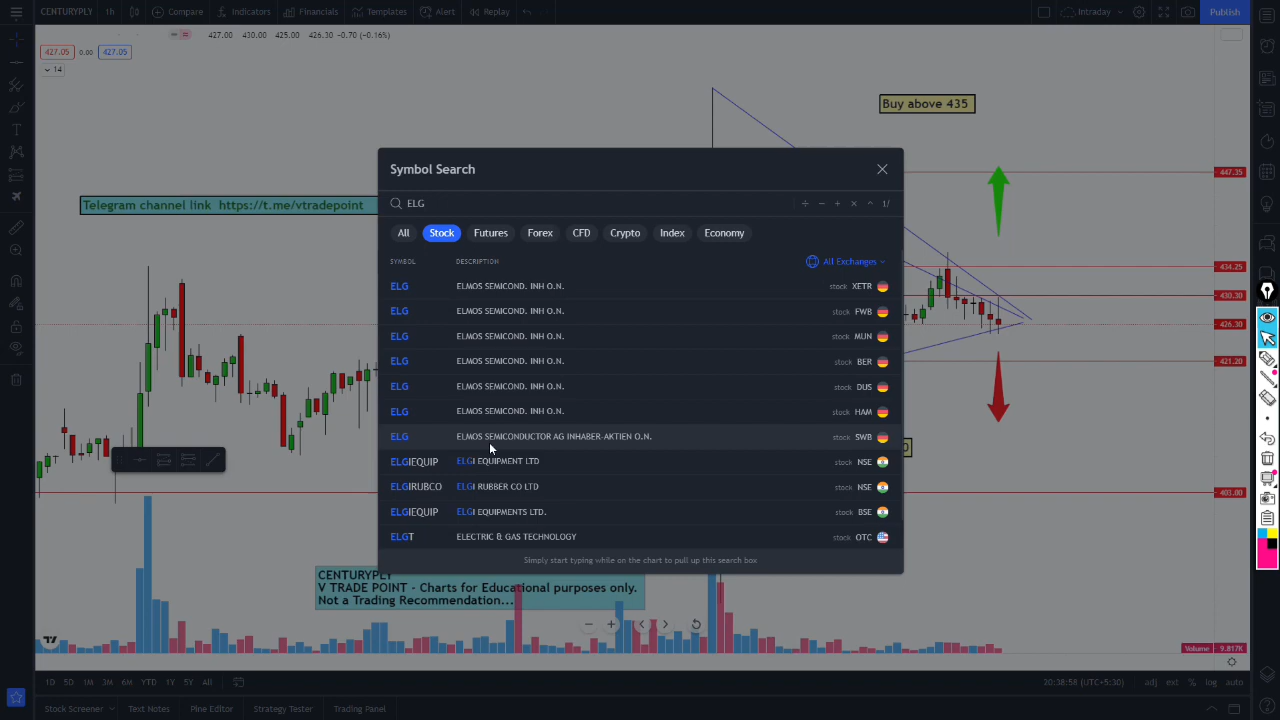 CENTURYPLY 1h Compare Indicators Financials Templates Alert Replay Intraday Publish
427.00 430.00 425.00 426.30 -0.70 (-0.16%)
427.05 0.00 427.05
14
Buy above 435
Telegram channel link https://t.me/vtradepoint
447.35
434.25
430.30
426.30
421.20
403.00
Symbol Search
ELG 1/
All Stock Futures Forex CFD Crypto Index Economy
SYMBOL DESCRIPTION All Exchanges
ELG ELMOS SEMICOND. INH O.N. stock XETR
ELG ELMOS SEMICOND. INH O.N. stock FWB
ELG ELMOS SEMICOND. INH O.N. stock MUN
ELG ELMOS SEMICOND. INH O.N. stock BER
ELG ELMOS SEMICOND. INH O.N. stock DUS
ELG ELMOS SEMICOND. INH O.N. stock HAM
ELG ELMOS SEMICONDUCTOR AG INHABER-AKTIEN O.N. stock SWB
ELGIEQUIP ELGI EQUIPMENT LTD stock NSE
ELGIRUBCO ELGI RUBBER CO LTD stock NSE
ELGIEQUIP ELGI EQUIPMENTS LTD. stock BSE
ELGT ELECTRIC & GAS TECHNOLOGY stock OTC
Simply start typing while on the chart to pull up this search box
CENTURYPLY
V TRADE POINT - Charts for Educational purposes only.
Not a Trading Recommendation...
Volume 9.817K
1D 5D 1M 3M 6M YTD 1Y 5Y All 20:38:58 (UTC+5:30) adj ext % log auto
Stock Screener Text Notes Pine Editor Strategy Tester Trading Panel